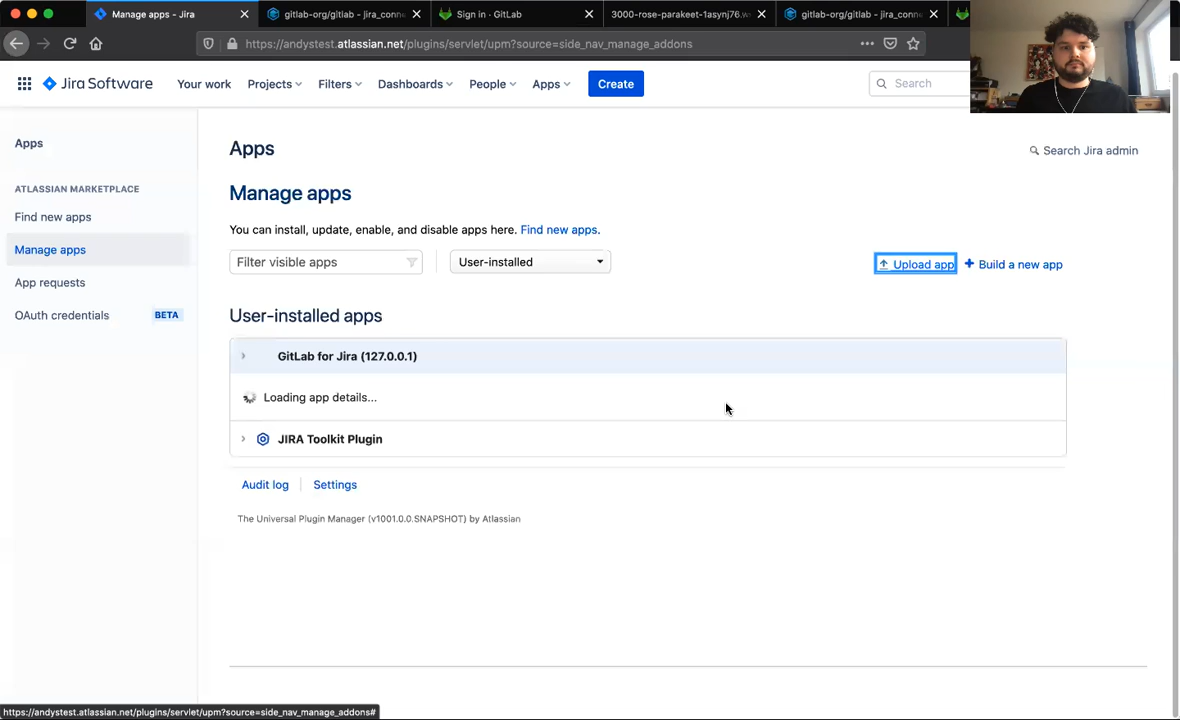 Manage apps - Jira
gitlab-org/gitlab - jira_conne
Sign in · GitLab
3000-rose-parakeet-1asynj76.w
gitlab-org/gitlab - jira_conne
https://andystest.atlassian.net/plugins/servlet/upm?source=side_nav_manage_addons
Jira Software
Your work
Projects
Filters
Dashboards
People
Apps
Create
Search
Apps
ATLASSIAN MARKETPLACE
Find new apps
Manage apps
App requests
OAuth credentials
BETA
Apps
Search Jira admin
Manage apps
You can install, update, enable, and disable apps here. Find new apps.
Filter visible apps
User-installed
Upload app
Build a new app
User-installed apps
GitLab for Jira (127.0.0.1)
Loading app details...
JIRA Toolkit Plugin
Audit log
Settings
The Universal Plugin Manager (v1001.0.0.SNAPSHOT) by Atlassian
https://andystest.atlassian.net/plugins/servlet/upm?source=side_nav_manage_addons#